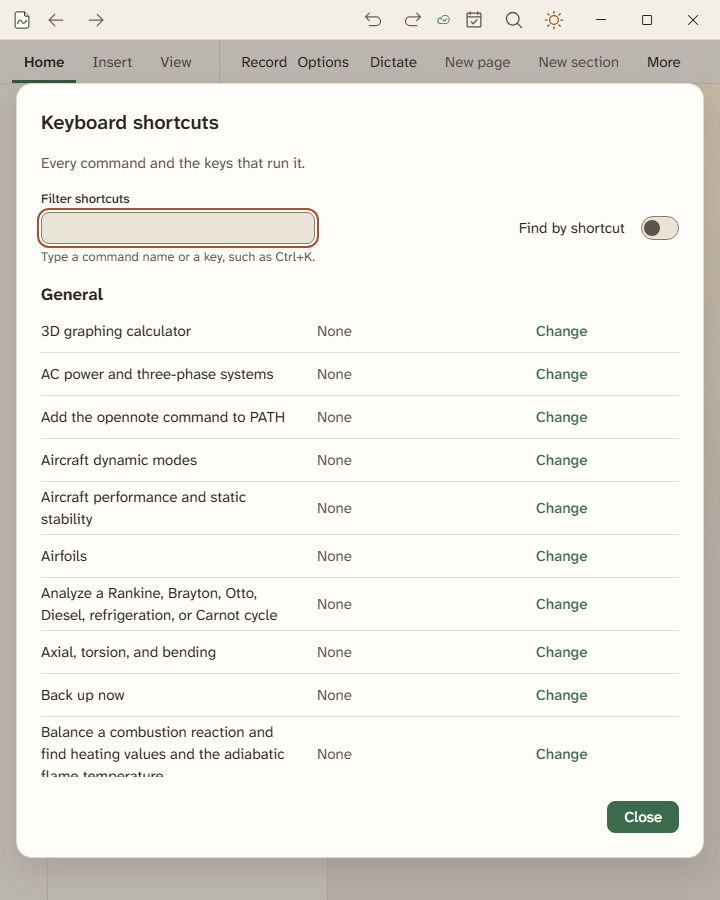 Home Insert View Record Options Dictate New page New section More
Keyboard shortcuts
Every command and the keys that run it.
Filter shortcuts
Find by shortcut
Type a command name or a key, such as Ctrl+K.
General
3D graphing calculator None Change
AC power and three-phase systems None Change
Add the opennote command to PATH None Change
Aircraft dynamic modes None Change
Aircraft performance and static
stability None Change
Airfoils None Change
Analyze a Rankine, Brayton, Otto,
Diesel, refrigeration, or Carnot cycle None Change
Axial, torsion, and bending None Change
Back up now None Change
Balance a combustion reaction and
find heating values and the adiabatic None Change
flame temperature
Close